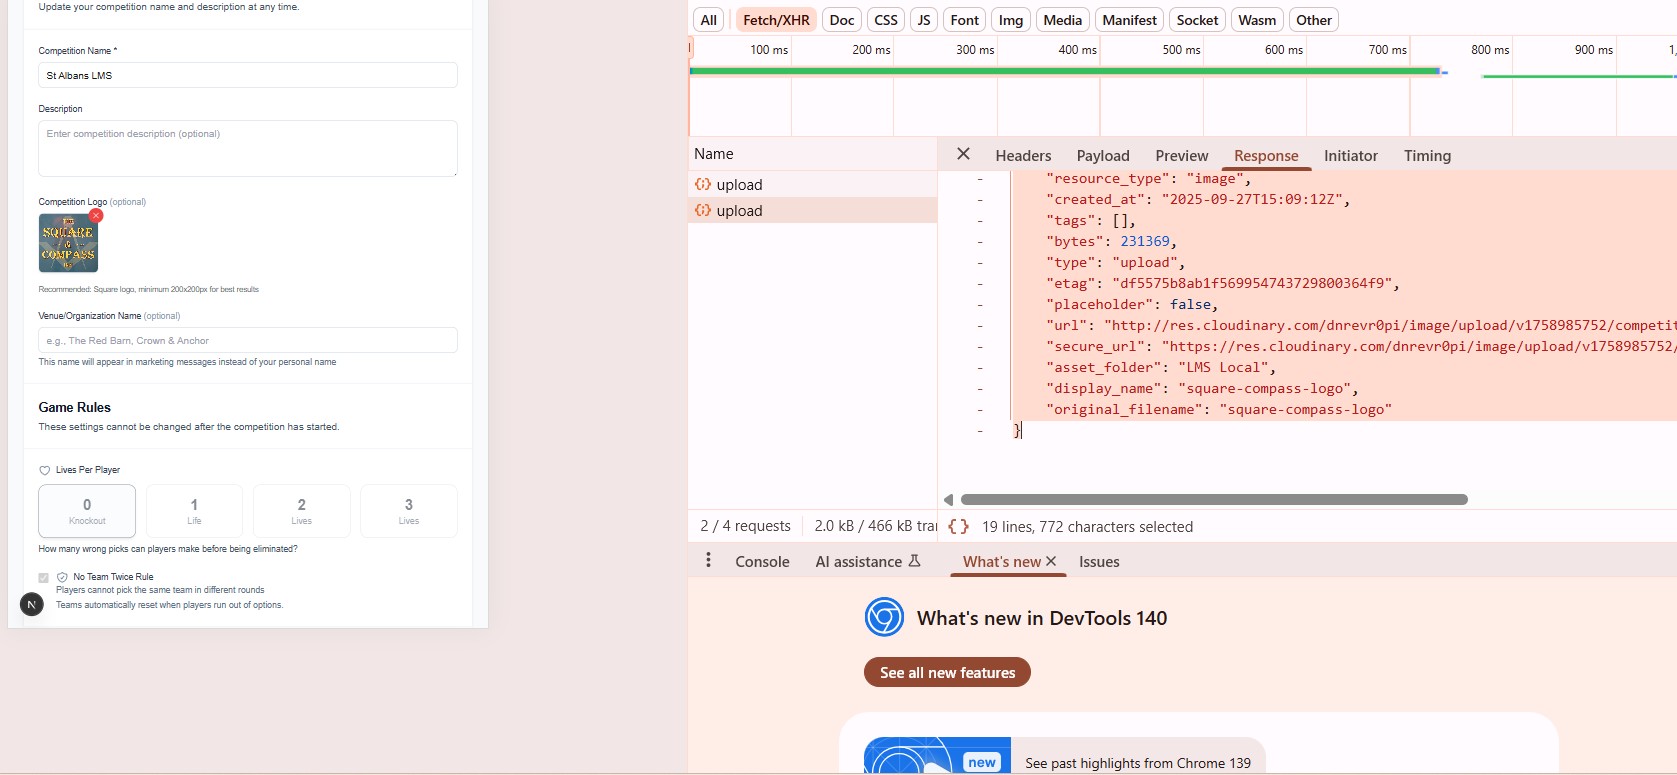 Update your competition name and description at any time.
Competition Name *
St Albans LMS
Description
Enter competition description (optional)
Competition Logo (optional)
SQUARE
&
COMPASS
Recommended: Square logo, minimum 200x200px for best results
Venue/Organization Name (optional)
e.g., The Red Barn, Crown & Anchor
This name will appear in marketing messages instead of your personal name
Game Rules
These settings cannot be changed after the competition has started.
Lives Per Player
0 1 2 3
Knockout Life Lives Lives
How many wrong picks can players make before being eliminated?
No Team Twice Rule
Players cannot pick the same team in different rounds
N
Teams automatically reset when players run out of options.
All Fetch/XHR Doc CSS JS Font Img Media Manifest Socket Wasm Other
100 ms 200 ms 300 ms 400 ms 500 ms 600 ms 700 ms 800 ms 900 ms 1,
Name
upload
upload
Headers Payload Preview Response Initiator Timing
- "resource_type": "image",
- "created_at": "2025-09-27T15:09:12Z",
- "tags": [],
- "bytes": 231369,
- "type": "upload",
- "etag": "df5575b8ab1f569954743729800364f9",
- "placeholder": false,
- "url": "http://res.cloudinary.com/dnrevr0pi/image/upload/v1758985752/competit
- "secure_url": "https://res.cloudinary.com/dnrevr0pi/image/upload/v1758985752/
- "asset_folder": "LMS Local",
- "display_name": "square-compass-logo",
- "original_filename": "square-compass-logo"
- }
2 / 4 requests 2.0 kB / 466 kB tra
{ } 19 lines, 772 characters selected
Console AI assistance What's new Issues
What's new in DevTools 140
See all new features
new
See past highlights from Chrome 139